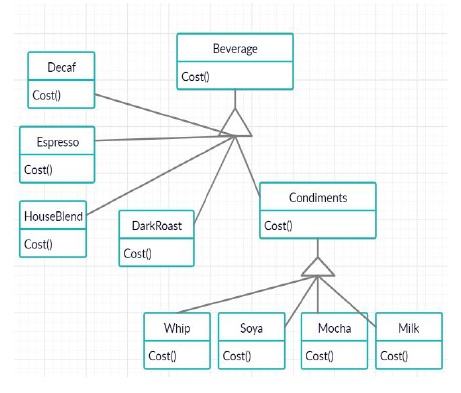 Beverage
Cost()
Decaf
Cost()
Espresso
Cost()
HouseBlend
Cost()
DarkRoast
Cost()
Condiments
Cost()
Whip
Cost()
Soya
Cost()
Mocha
Cost()
Milk
Cost()